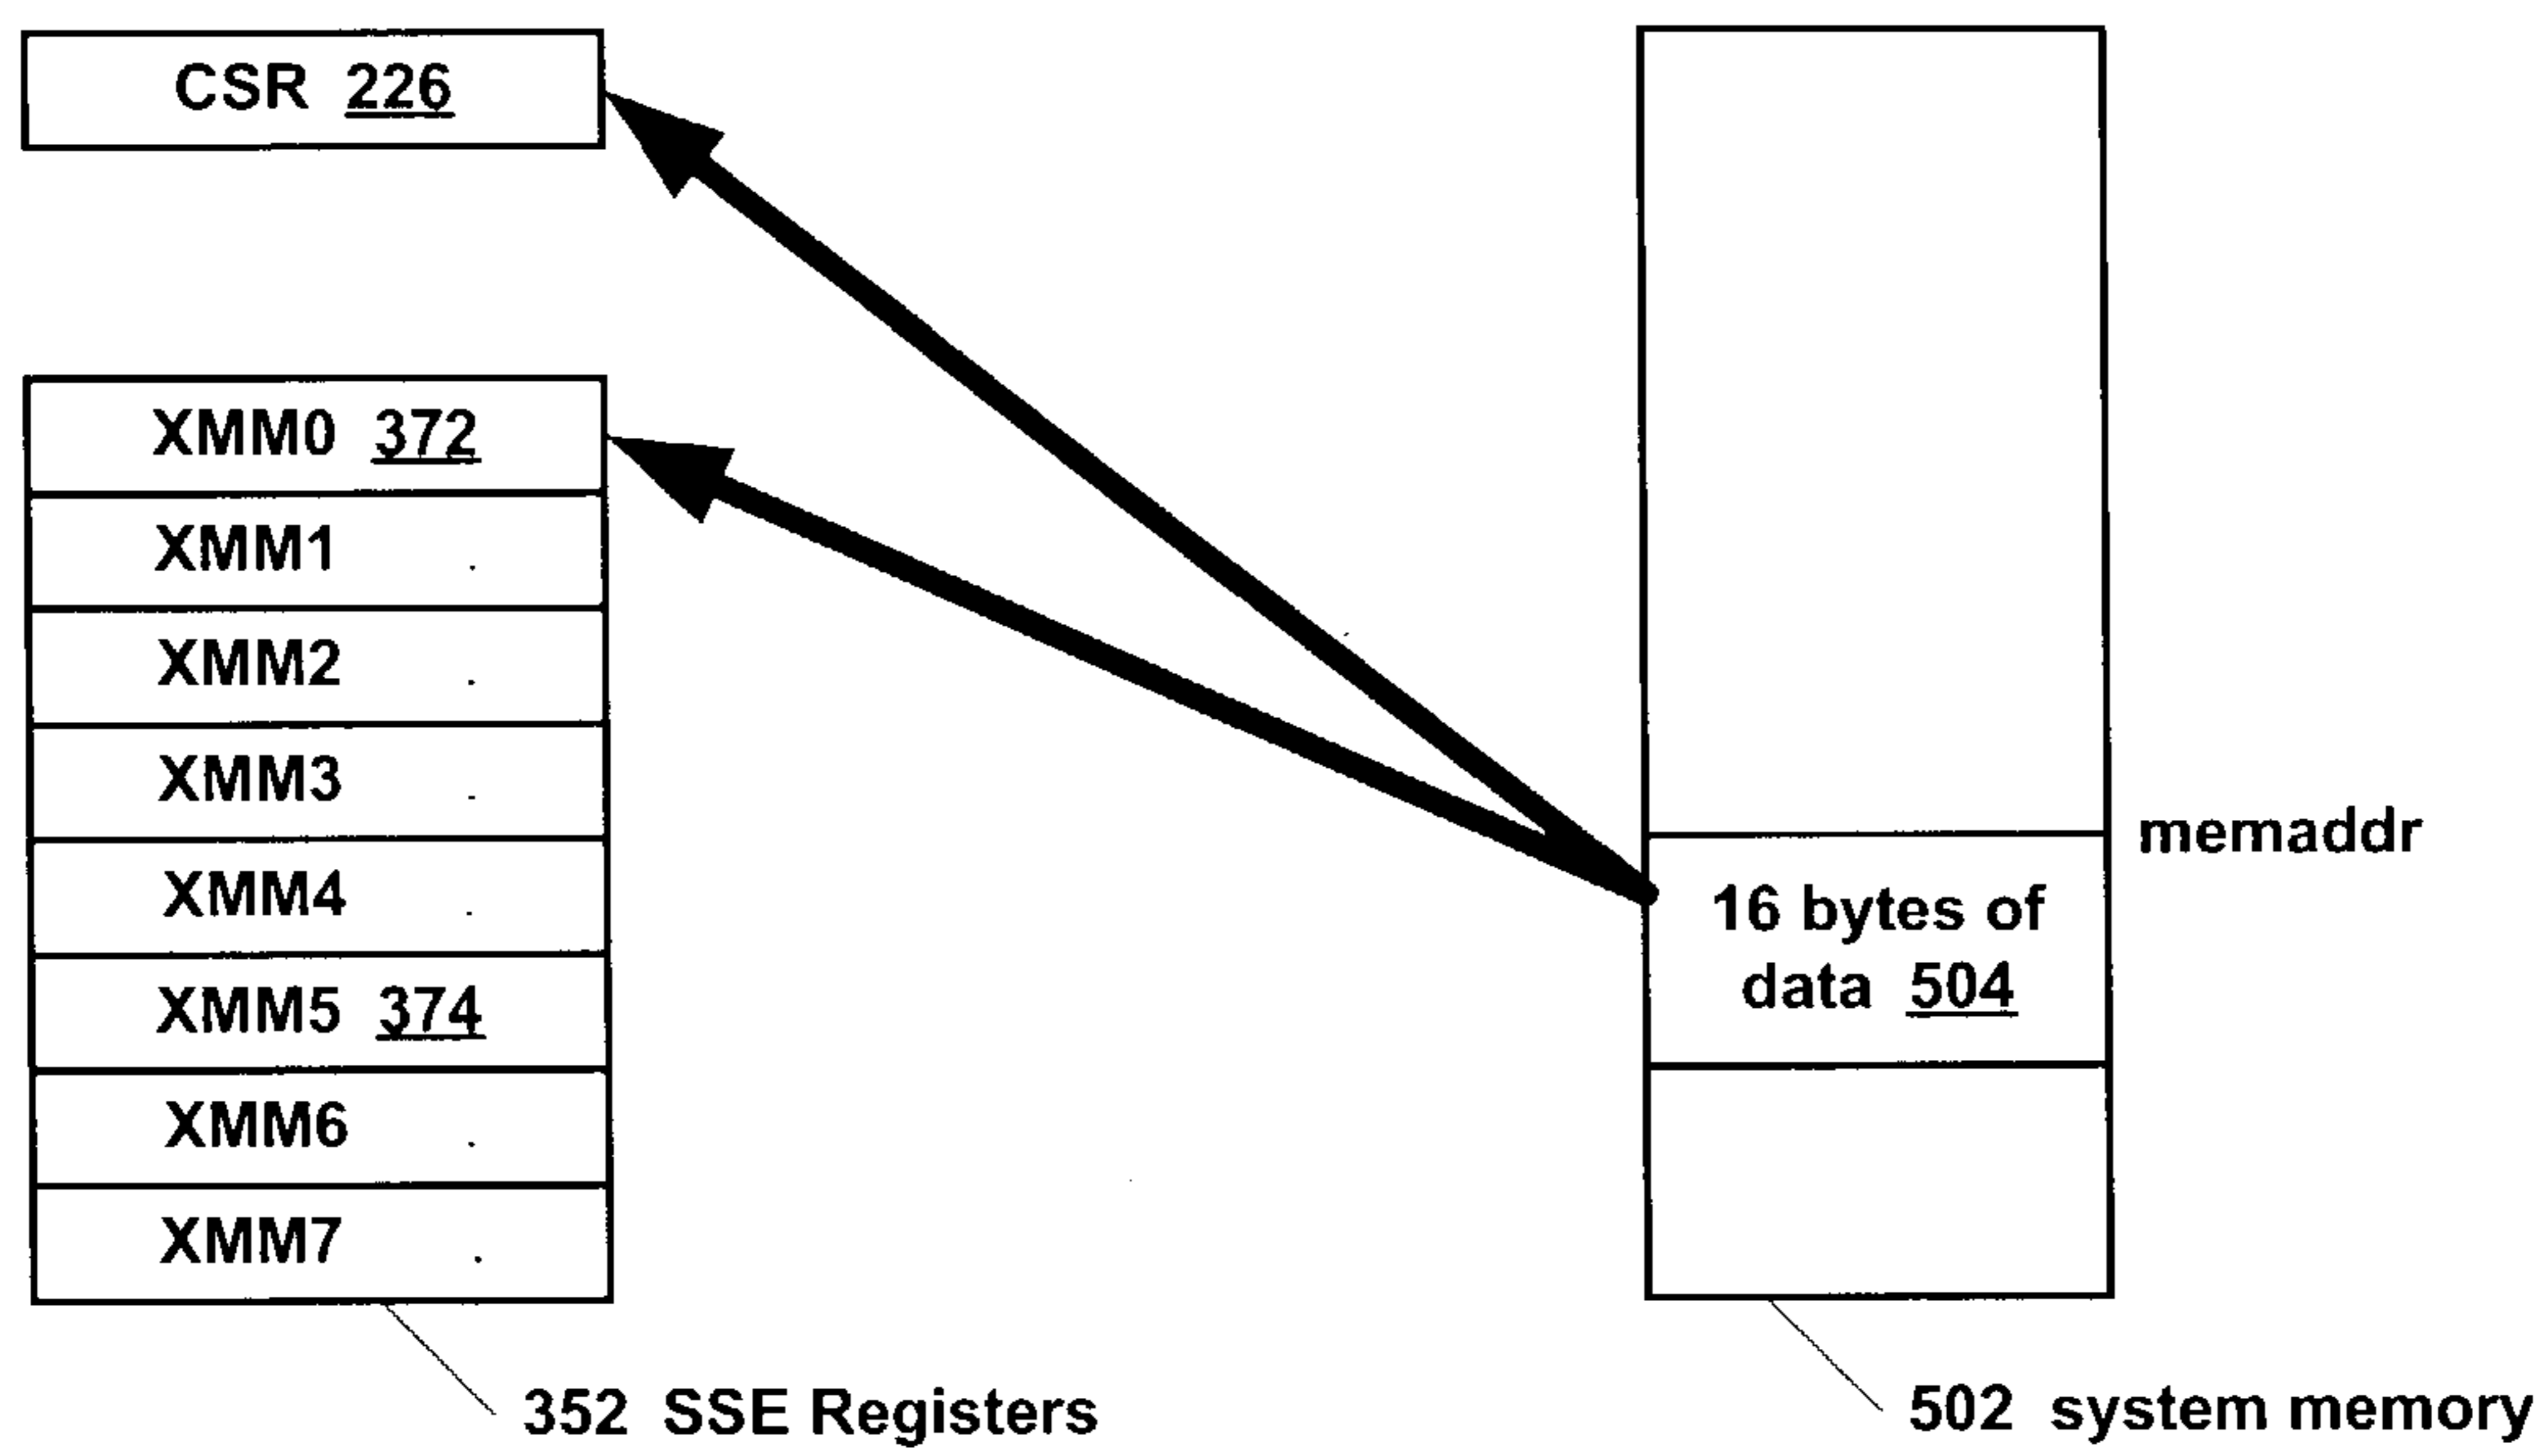 CSR 226
XMM0 372
XMM1 .
XMM2 .
XMM3 .
XMM4 .
XMM5 374
XMM6 .
XMM7 .
memaddr
16 bytes of
data 504
352 SSE Registers
502 system memory